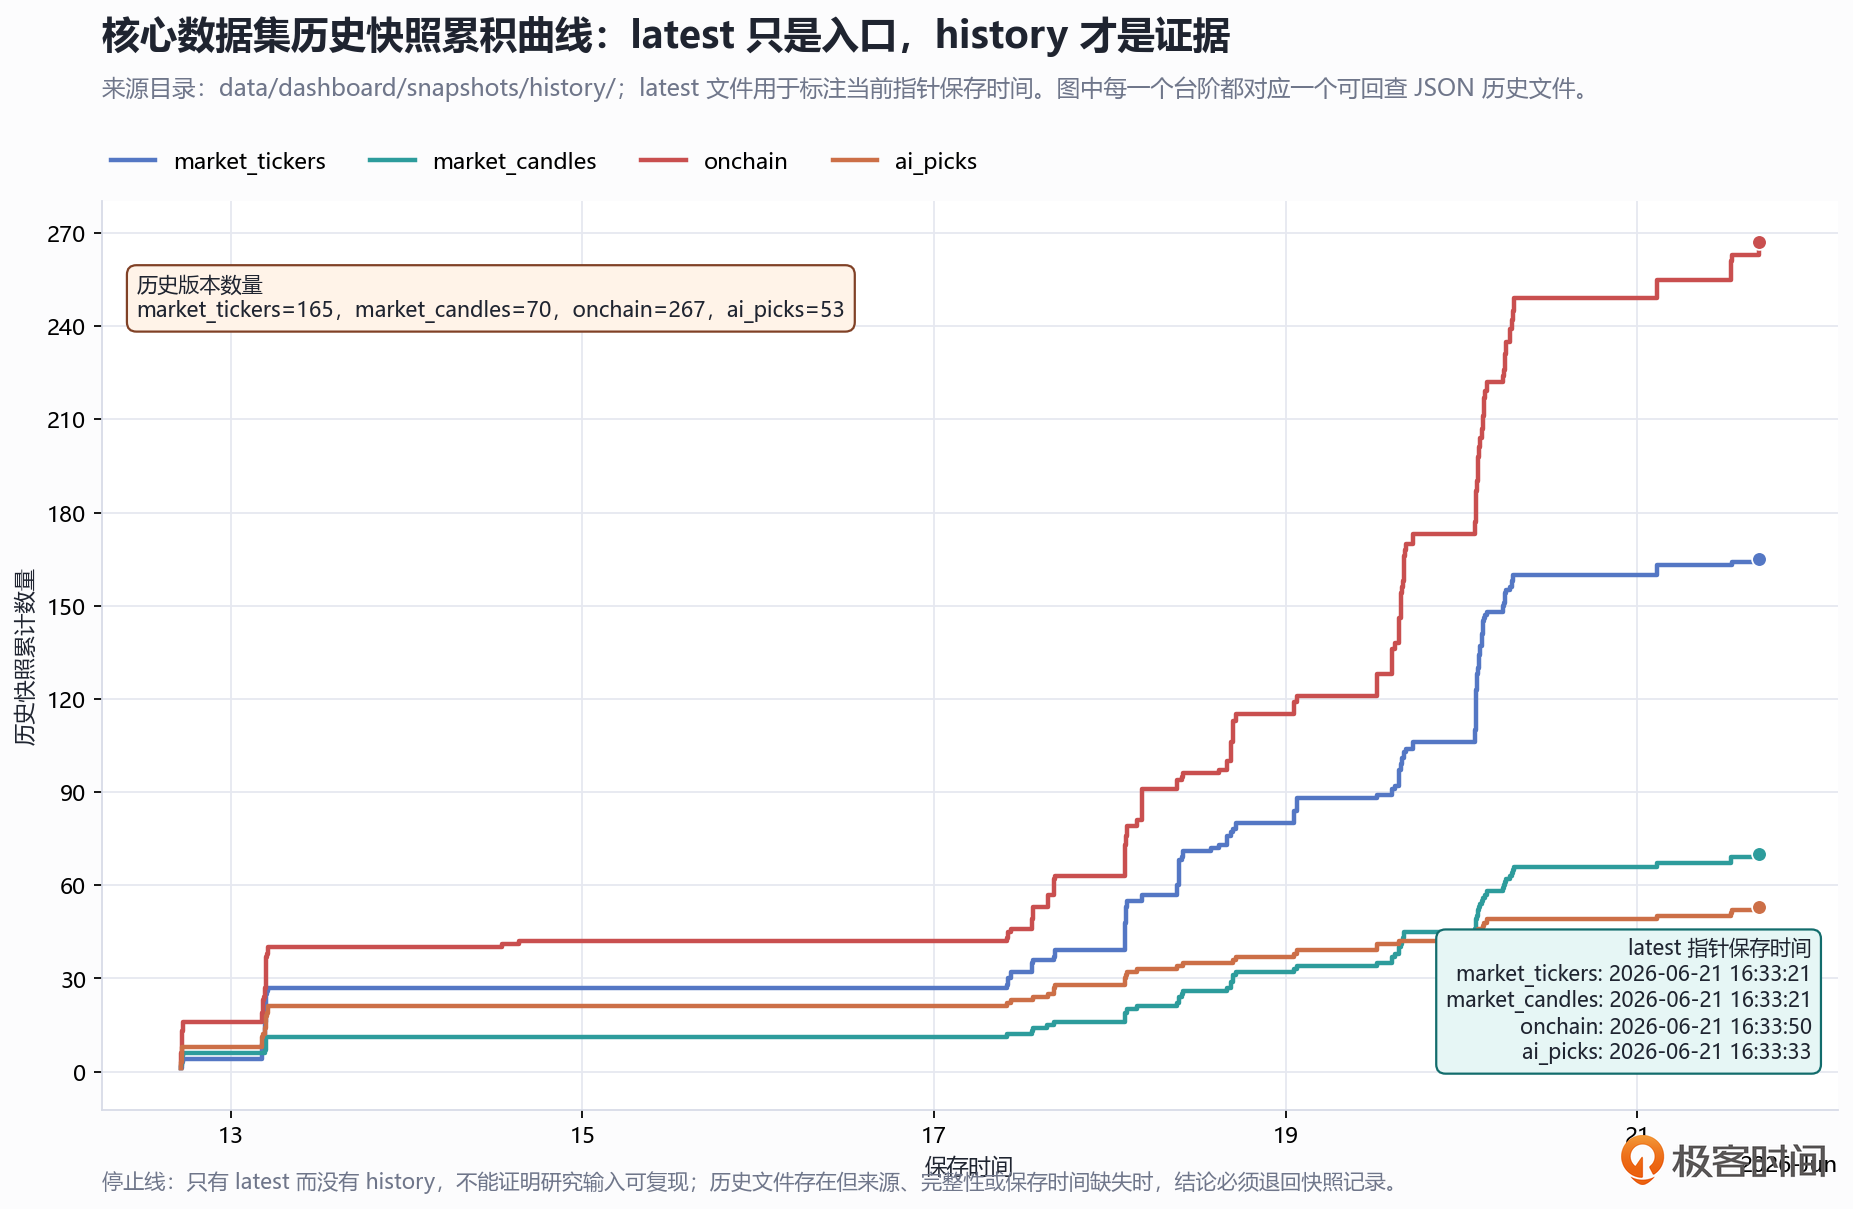 核心数据集历史快照累积曲线：latest 只是入口，history 才是证据
来源目录：data/dashboard/snapshots/history/；latest 文件用于标注当前指针保存时间。图中每一个台阶都对应一个可回查 JSON 历史文件。
market_tickers
market_candles
onchain
ai_picks
270
240
210
180
150
120
90
60
30
0
历史快照累计数量
历史版本数量
market_tickers=165，market_candles=70，onchain=267，ai_picks=53
latest 指针保存时间
market_tickers: 2026-06-21 16:33:21
market_candles: 2026-06-21 16:33:21
onchain: 2026-06-21 16:33:50
ai_picks: 2026-06-21 16:33:33
13
15
17
19
21
保存时间
2026-Jun
停止线：只有 latest 而没有 history，不能证明研究输入可复现；历史文件存在但来源、完整性或保存时间缺失时，结论必须退回快照记录。
极客时间